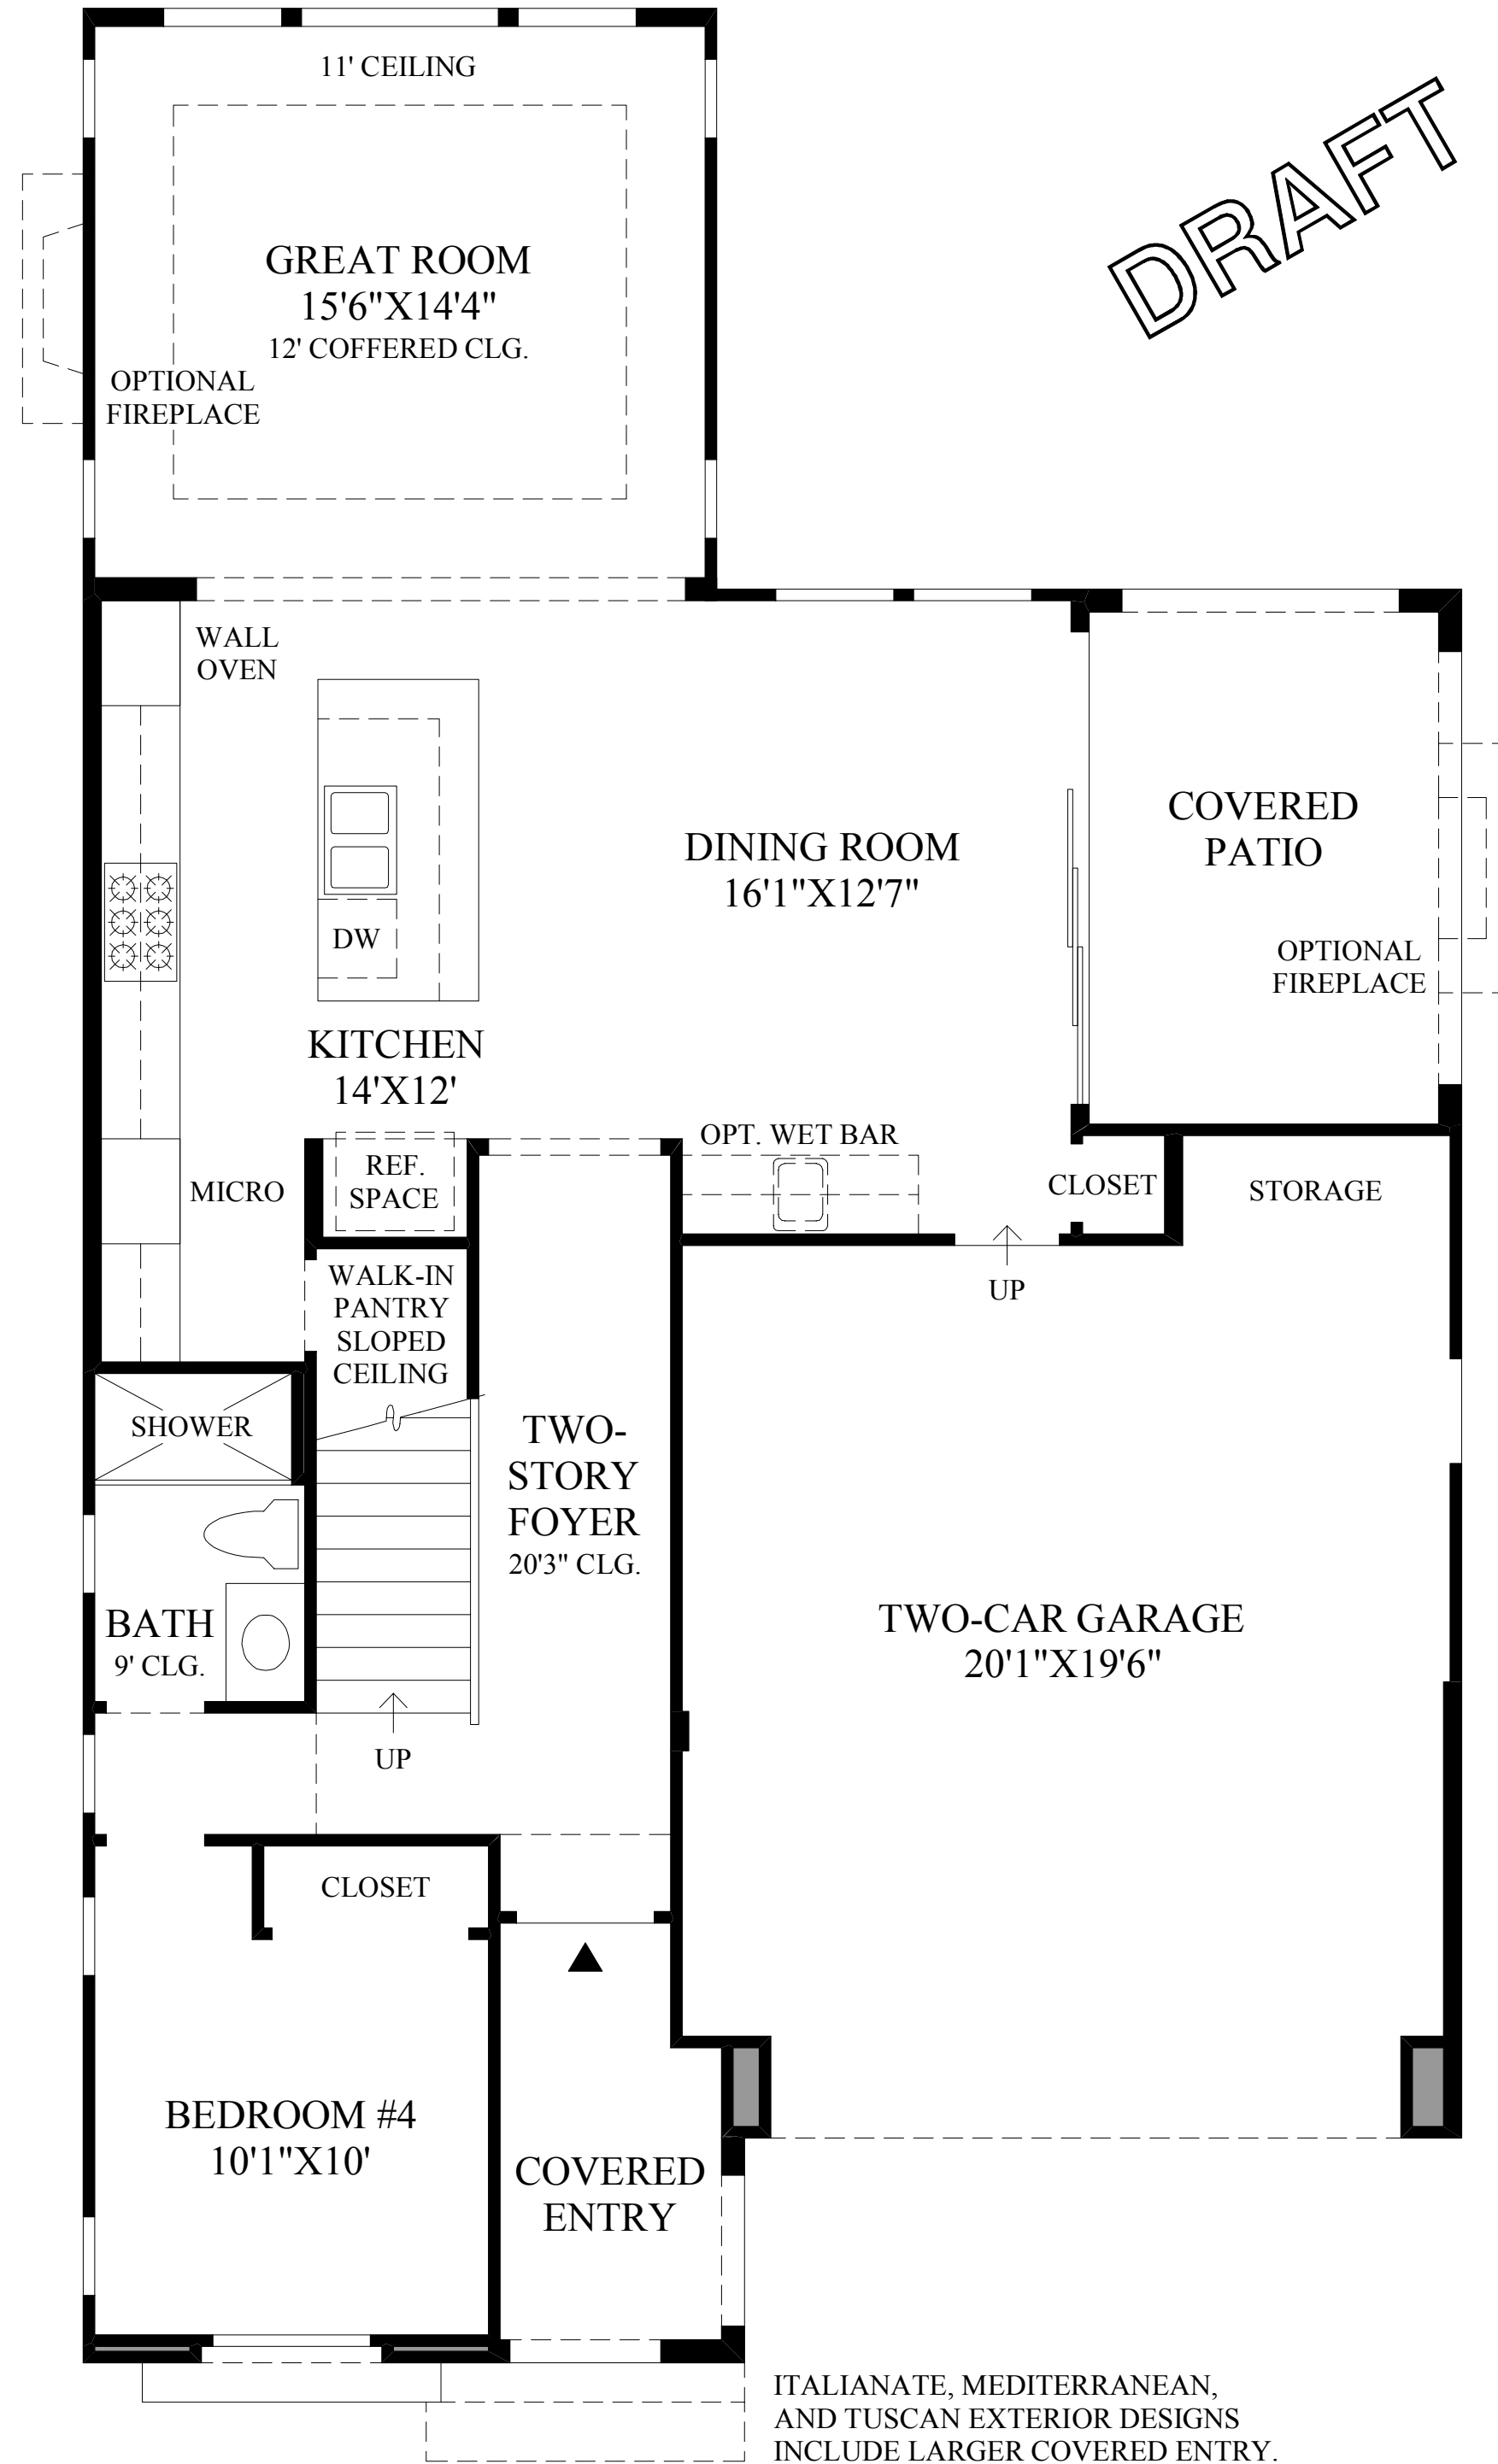 11' CEILING
DRAFT
GREAT ROOM
15'6"X14'4"
12' COFFERED CLG.
OPTIONAL
FIREPLACE
WALL
OVEN
COVERED
PATIO
DINING ROOM
16'1"X12'7"
DW
OPTIONAL
FIREPLACE
KITCHEN
14'X12'
OPT. WET BAR
REF.
SPACE
MICRO
CLOSET
STORAGE
WALK-IN
PANTRY
SLOPED
CEILING
UP
SHOWER
TWO-
STORY
FOYER
20'3" CLG.
BATH
9' CLG.
TWO-CAR GARAGE
20'1"X19'6"
UP
CLOSET
BEDROOM #4
10'1"X10'
COVERED
ENTRY
ITALIANATE, MEDITERRANEAN,
AND TUSCAN EXTERIOR DESIGNS
INCLUDE LARGER COVERED ENTRY.